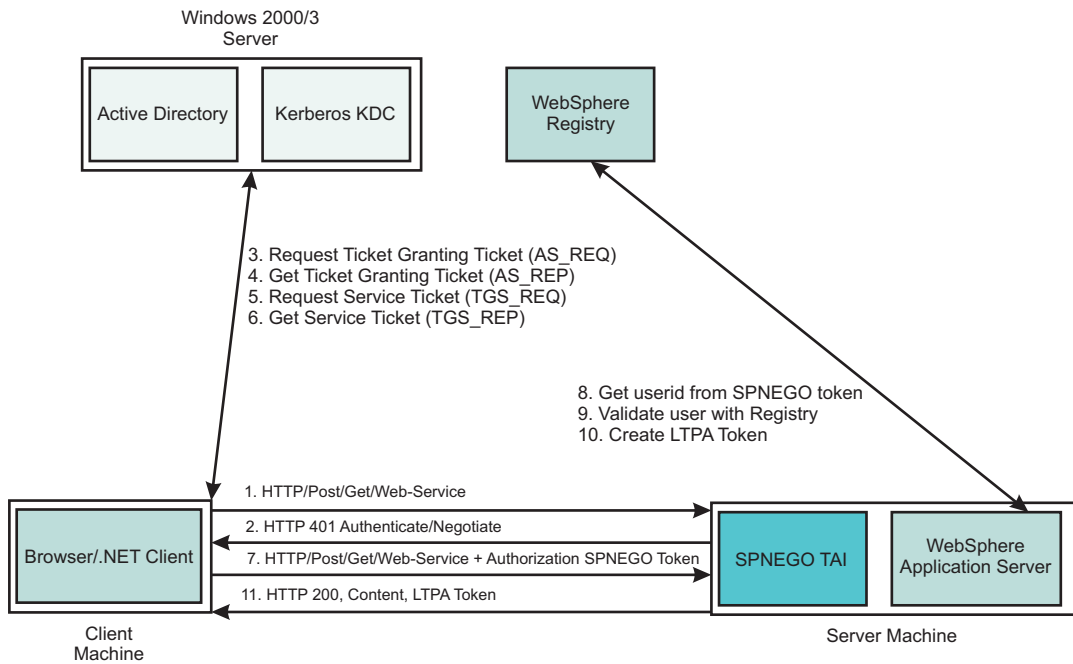 Windows 2000/3
Server
Active Directory
Kerberos KDC
WebSphere
Registry
3. Request Ticket Granting Ticket (AS_REQ)
4. Get Ticket Granting Ticket (AS_REP)
5. Request Service Ticket (TGS_REQ)
6. Get Service Ticket (TGS_REP)
8. Get userid from SPNEGO token
9. Validate user with Registry
10. Create LTPA Token
1. HTTP/Post/Get/Web-Service
2. HTTP 401 Authenticate/Negotiate
7. HTTP/Post/Get/Web-Service + Authorization SPNEGO Token
11. HTTP 200, Content, LTPA Token
Browser/.NET Client
SPNEGO TAI
WebSphere
Application Server
Client
Machine
Server Machine